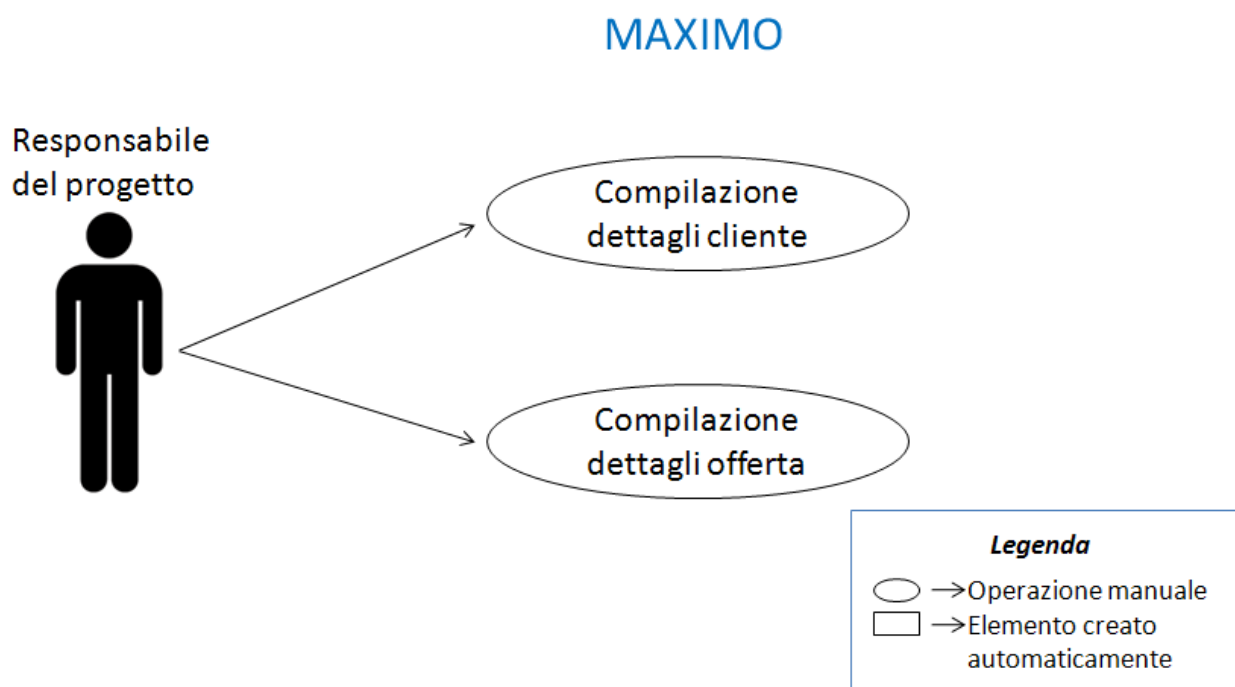 MAXIMO
Responsabile
del progetto
Compilazione
dettagli cliente
Compilazione
dettagli offerta
Legenda
Operazione manuale
Elemento creato
automaticamente